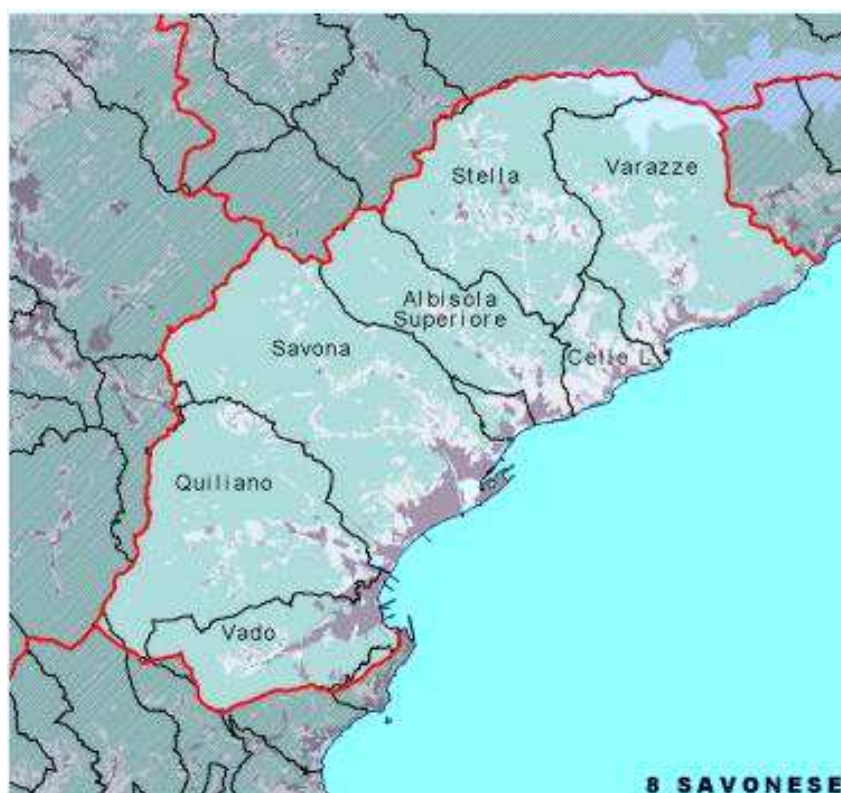 Stella
Varazze
Albisola
Superiore
Savona
Celle L.
Quiliano
Vado
8 SAVONESE